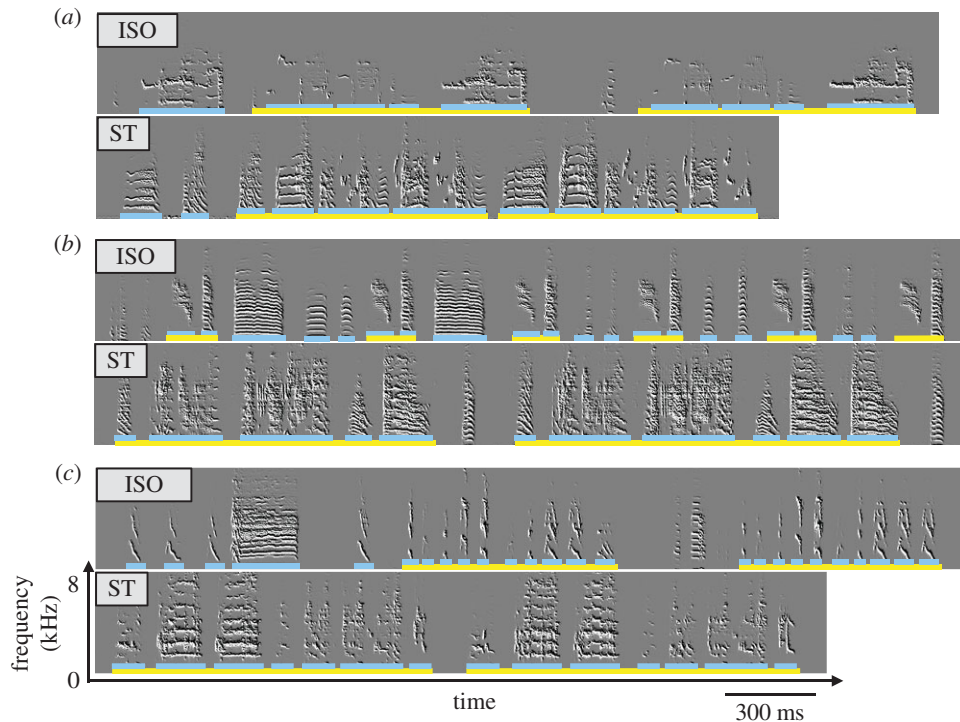 (a)
ISO
ST
(b)
ISO
ST
(c)
ISO
ST
8
frequency
(kHz)
0
time
300 ms